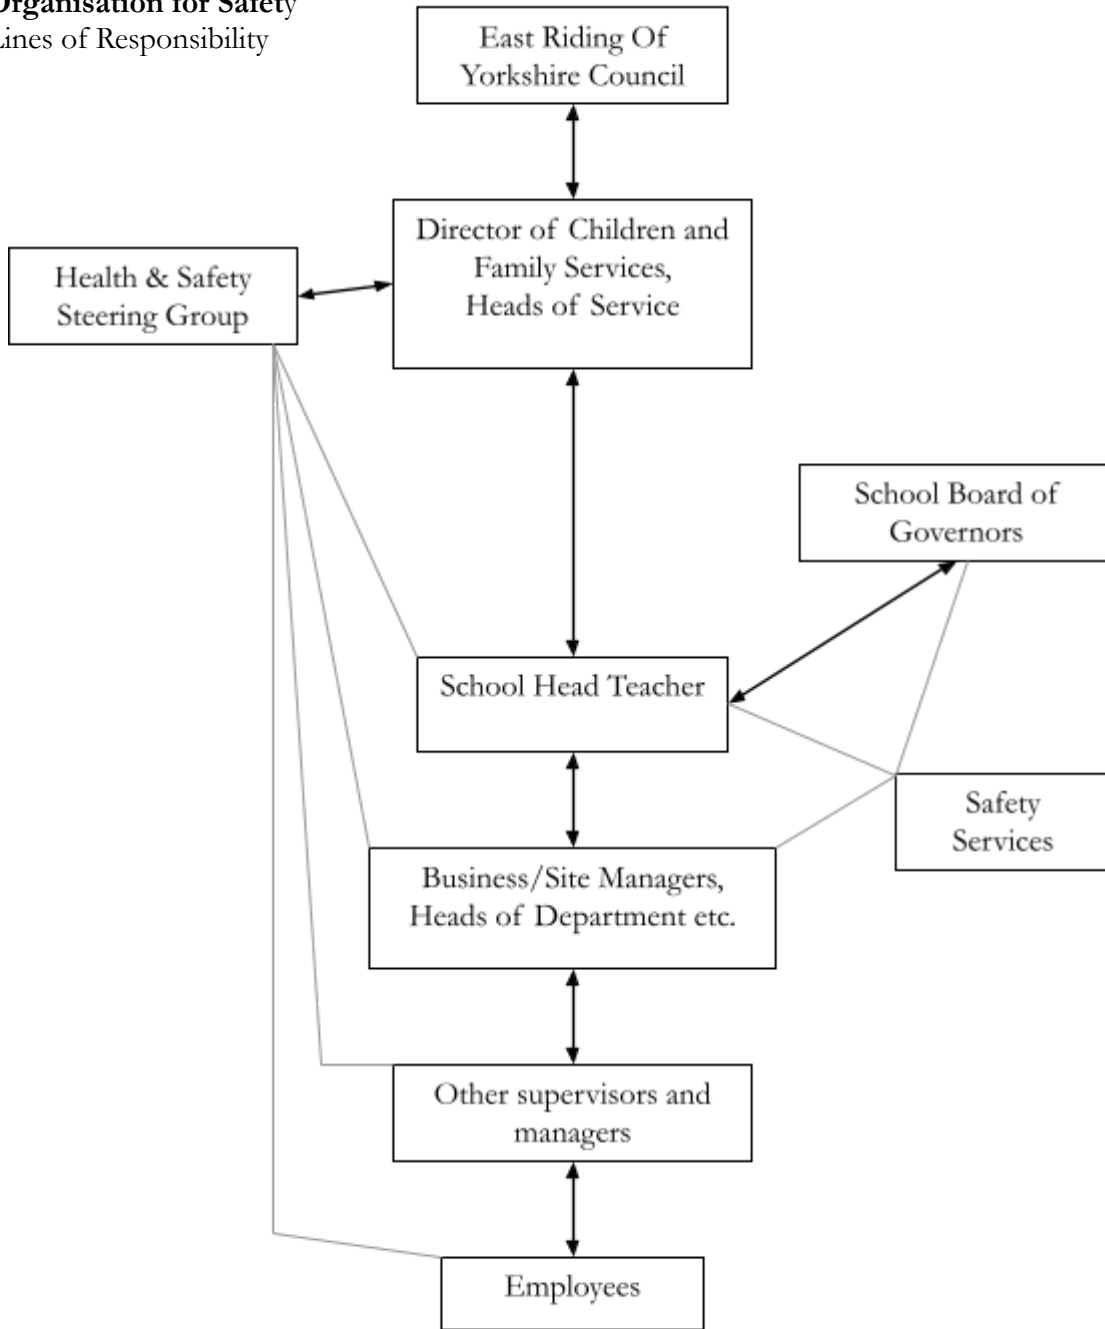 Organisation for Safety
Lines of Responsibility
East Riding Of
Yorkshire Council
Director of Children and
Family Services,
Heads of Service
Health & Safety
Steering Group
School Board of
Governors
School Head Teacher
Safety
Services
Business/Site Managers,
Heads of Department etc.
Other supervisors and
managers
Employees